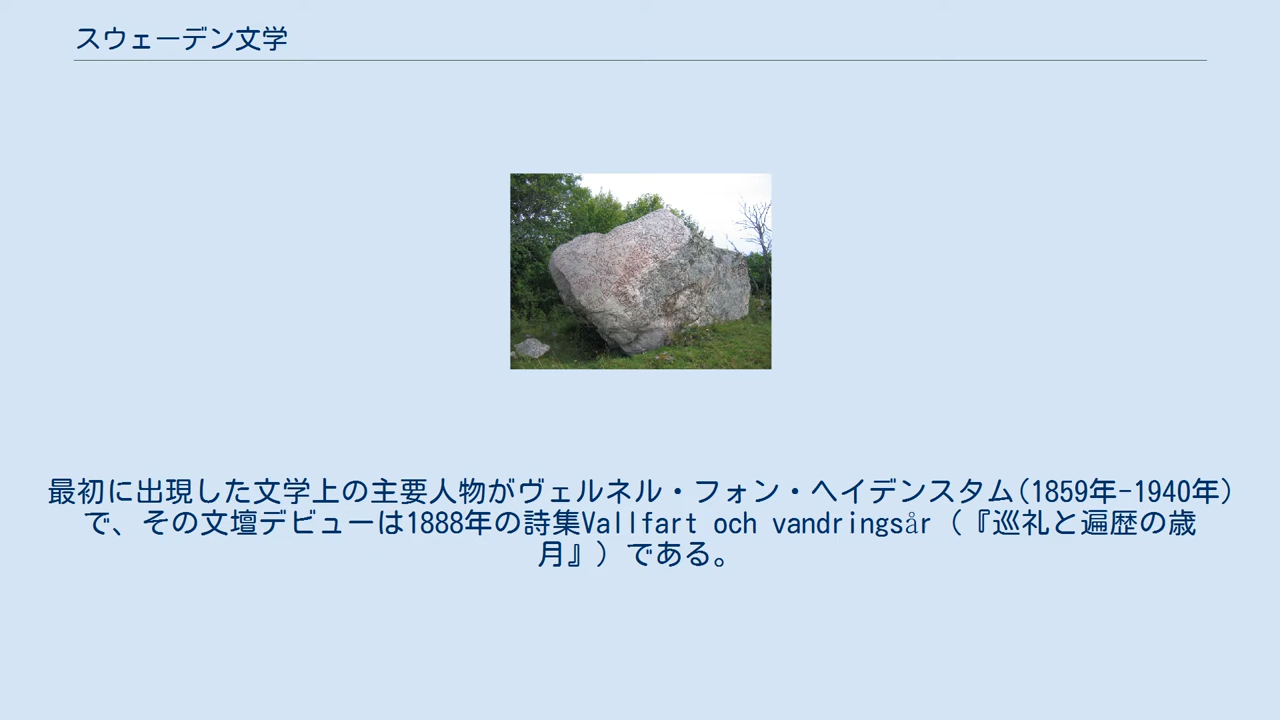 スウェーデン文学
最初に出現した文学上の主要人物がヴェルネル・フォン・ヘイデンスタム(1859年-1940年)
で、その文壇デビューは1888年の詩集Vallfart och vandringsår（『巡礼と遍歴の歳
月』）である。